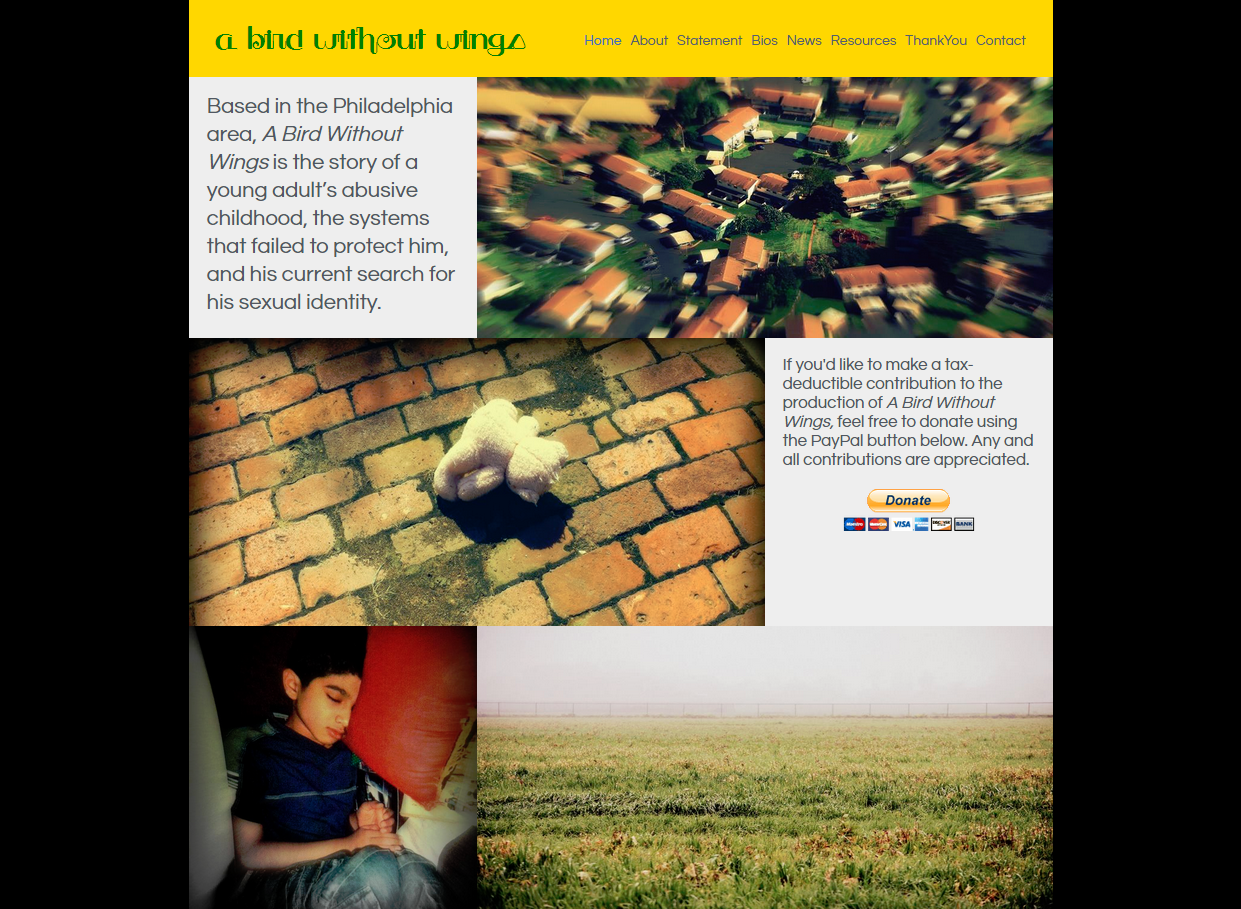 a bird without wings
Home About Statement Bios News Resources ThankYou Contact
Based in the Philadelphia
area, A Bird Without
Wings is the story of a
young adult’s abusive
childhood, the systems
that failed to protect him,
and his current search for
his sexual identity.
If you'd like to make a tax-
deductible contribution to the
production of A Bird Without
Wings, feel free to donate using
the PayPal button below. Any and
all contributions are appreciated.
Donate
VISA
BANK